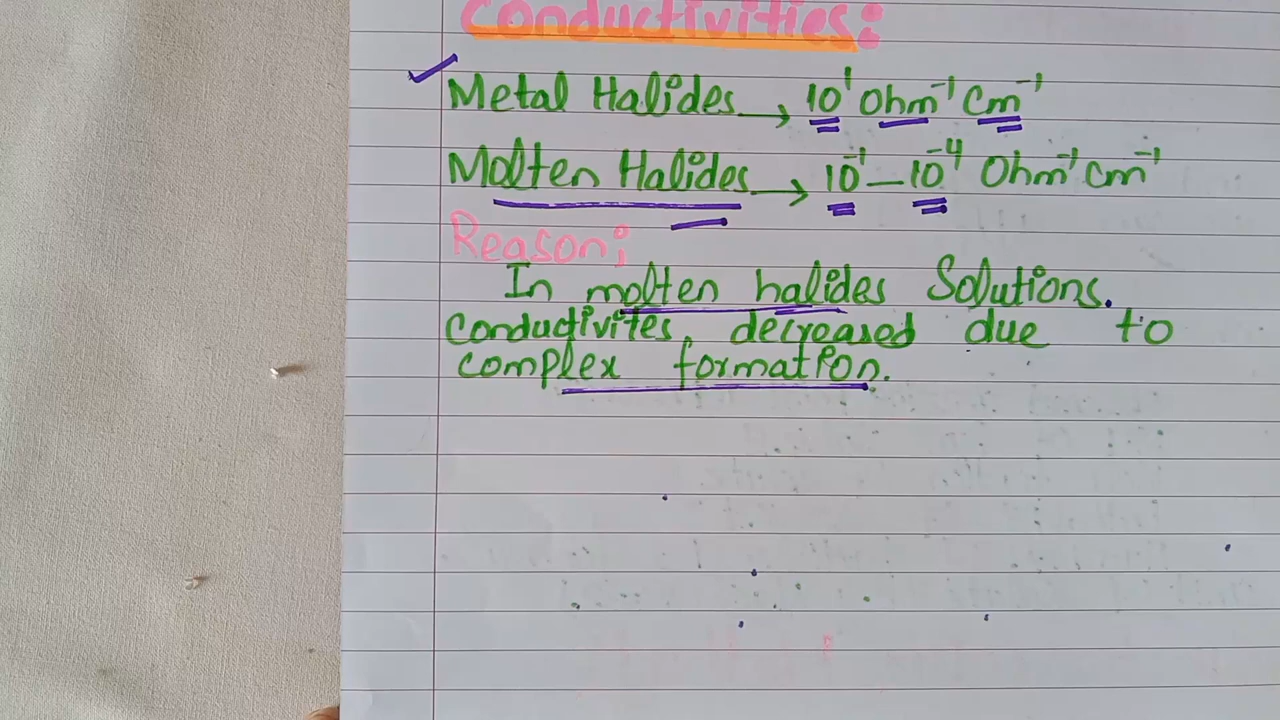 Conductivities:
Metal Halides → 10¹ Ohm⁻¹ Cm⁻¹
Molten Halides → 10⁻¹ — 10⁻⁴ Ohm⁻¹ Cm⁻¹
Reason;
In molten halides Solutions.
Conductivites, decreased due to
complex formation.